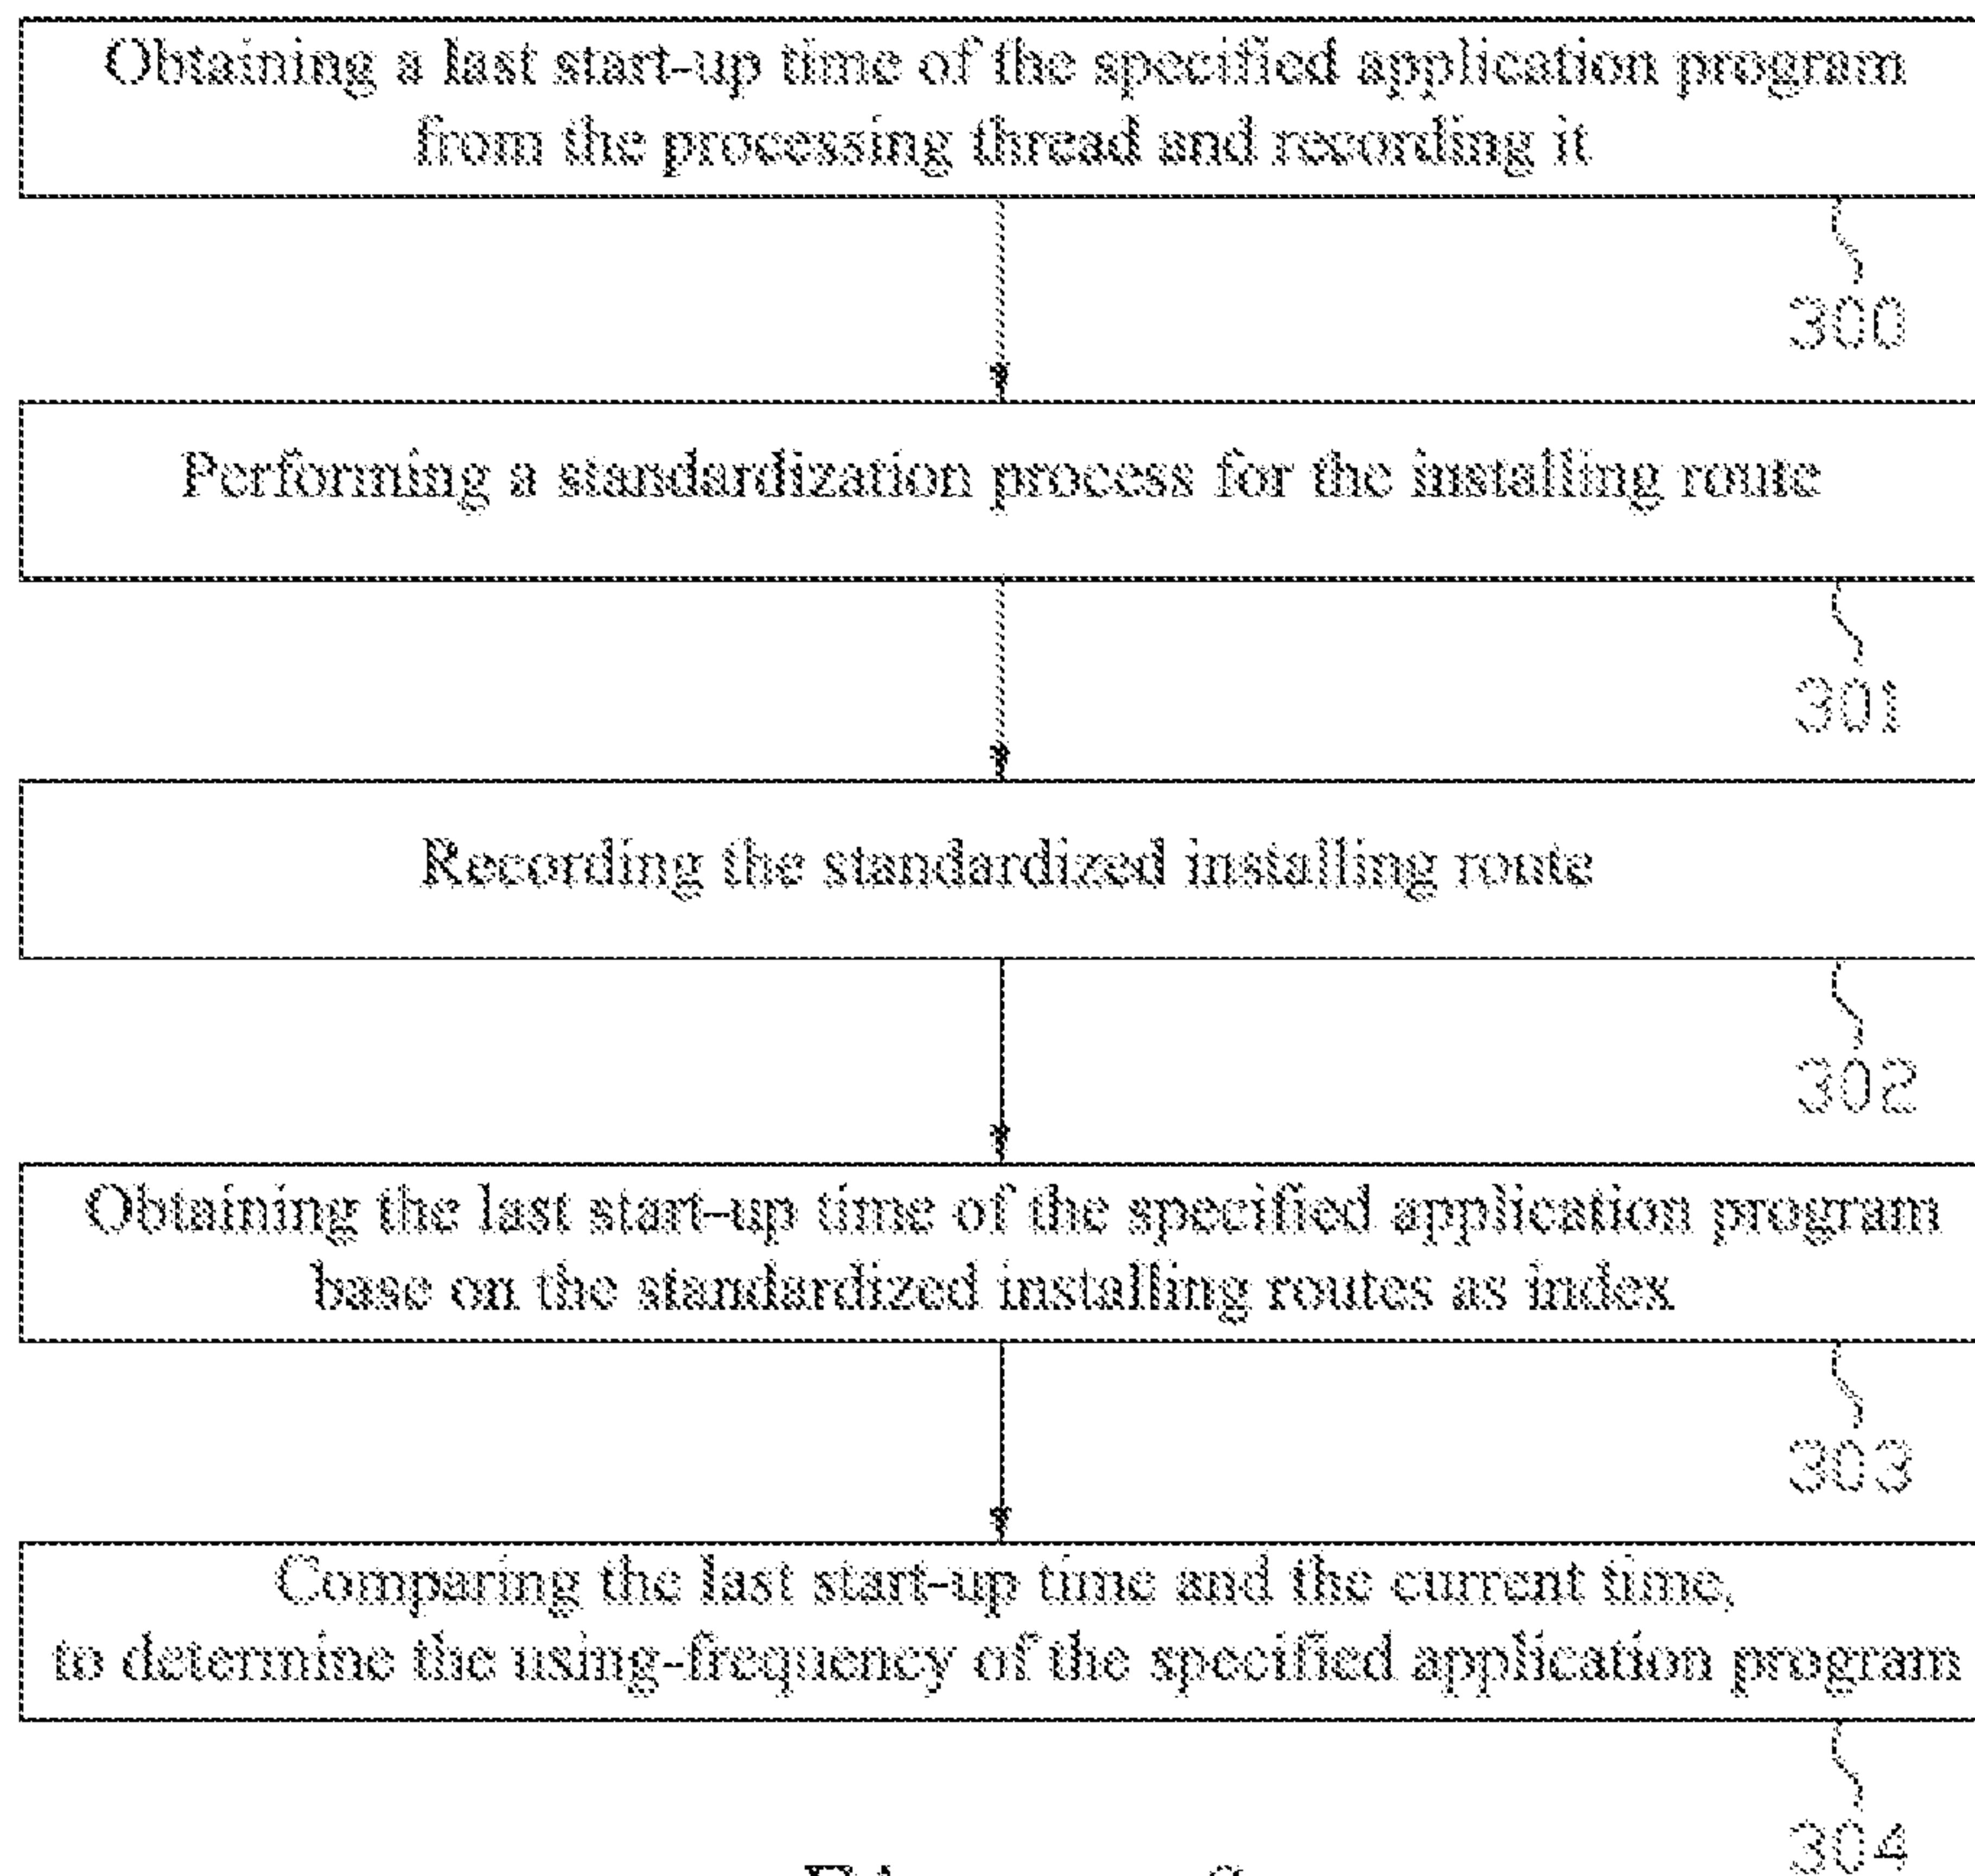 Obtaining a last start-up time of the specified application program
from the processing thread and recording it
300
Performing a standardization process for the installing route
301
Recording the standardized installing route
302
Obtaining the last start-up time of the specified application program
base on the standardized installing routes as index
303
Comparing the last start-up time and the current time,
to determine the using-frequency of the specified application program
304